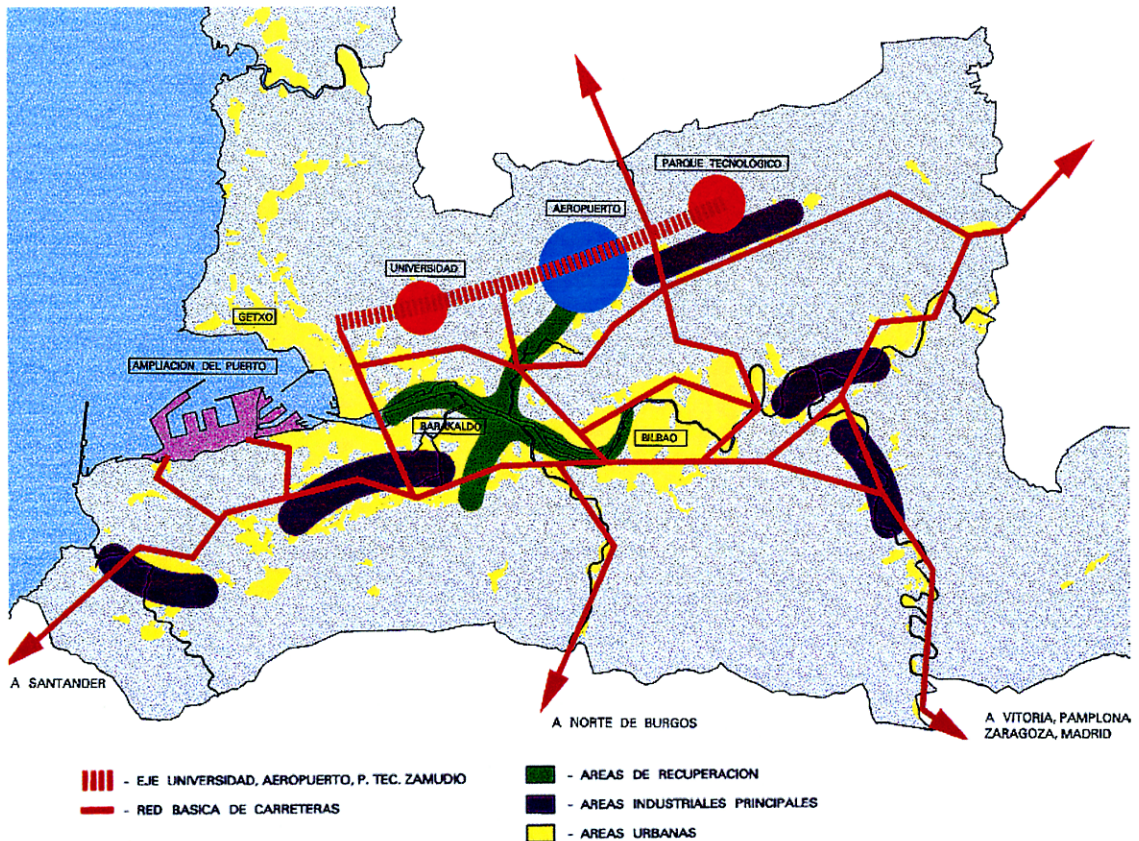 PARQUE TECNOLÓGICO
AEROPUERTO
UNIVERSIDAD
GETXO
AMPLIACION DEL PUERTO
BARAKALDO
BILBAO
A SANTANDER
A NORTE DE BURGOS
A VITORIA, PAMPLONA,
ZARAGOZA, MADRID
- EJE UNIVERSIDAD, AEROPUERTO, P. TEC. ZAMUDIO
- RED BASICA DE CARRETERAS
- AREAS DE RECUPERACION
- AREAS INDUSTRIALES PRINCIPALES
- AREAS URBANAS